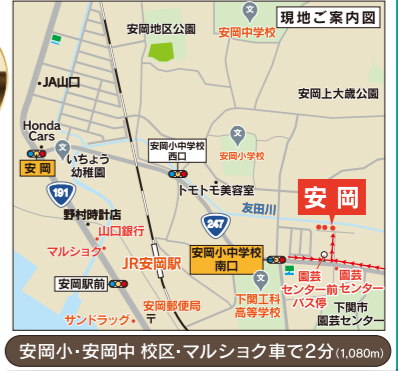 現地ご案内図
安岡地区公園
文
安岡中学校
JA山口
安岡上大歳公園
Honda
Cars
安岡
文
いちょう
幼稚園
安岡小中学校
西口
文
安岡小学校
トモトモ美容室
191
野村時計店
山口銀行
マルショク
247
友田川
安岡
JR安岡駅
安岡小中学校
南口
安岡駅前
安岡郵便局
〒
サンドラッグ
文
下関工科
高等学校
園芸
センター前
バス停
園芸
センター
下関市
園芸センター
安岡小・安岡中 校区・マルショク車で2分(1,080m)